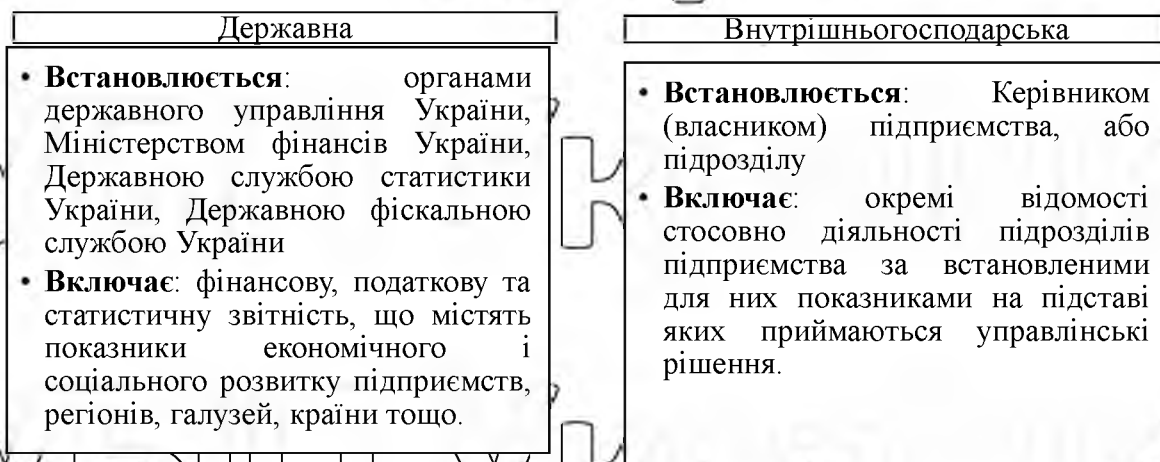 Державна
• Встановлюється: органами
державного управління України,
Міністерством фінансів України,
Державною службою статистики
України, Державною фіскальною
службою України
• Включає: фінансову, податкову та
статистичну звітність, що містять
показники економічного і
соціального розвитку підприємств,
регіонів, галузей, країни тощо.
Внутрішньогосподарська
• Встановлюється: Керівником
(власником) підприємства, або
підрозділу
• Включає: окремі відомості
стосовно діяльності підрозділів
підприємства за встановленими
для них показниками на підставі
яких приймаються управлінські
рішення.